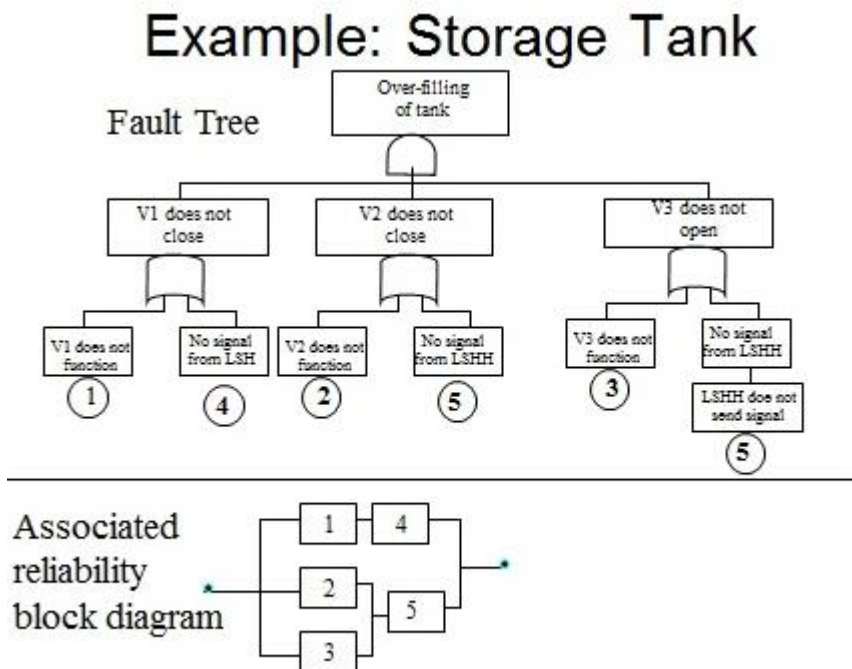 Example: Storage Tank
Fault Tree
Over-filling
of tank
V1 does not
close
V2 does not
close
V3 does not
open
V1 does not
function
No signal
from LSH
V2 does not
function
No signal
from LSHH
V3 does not
function
No signal
from LSHH
1
4
2
5
3
LSHH doe not
send signal
5
Associated
reliability
block diagram
1
4
2
5
3